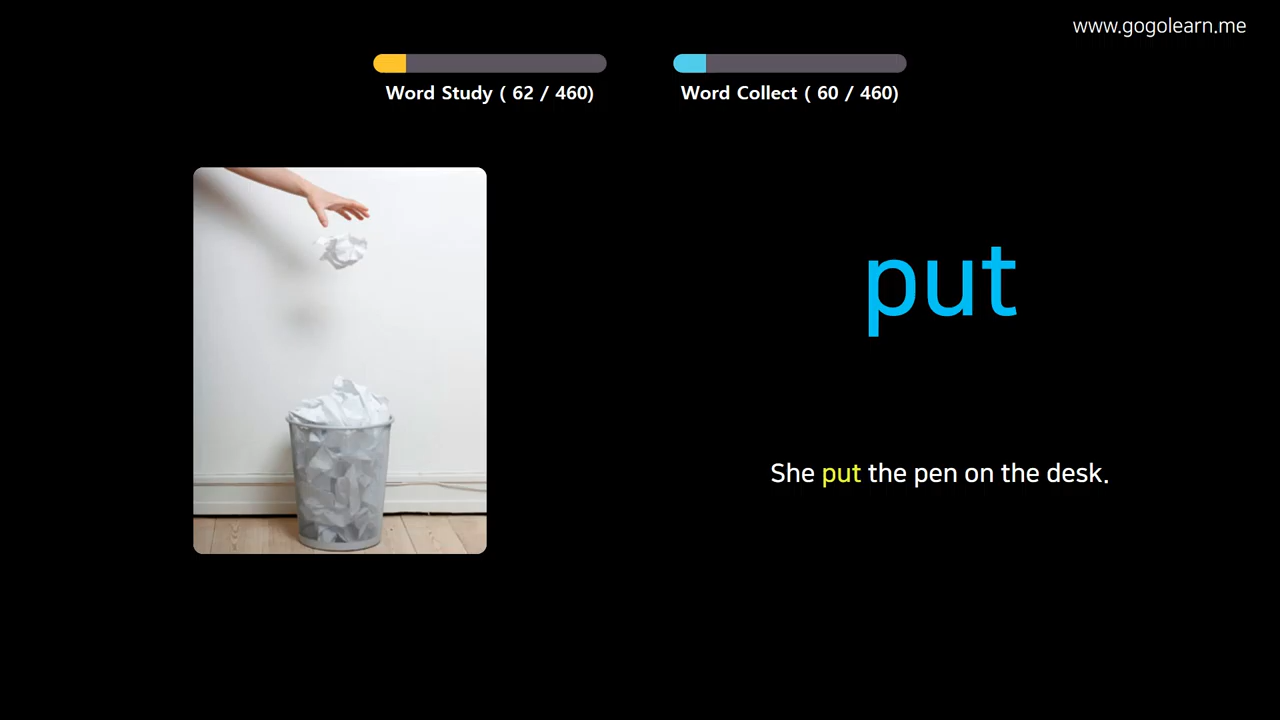 www.gogolearn.me
Word Study ( 62 / 460)
Word Collect ( 60 / 460)
put
She put the pen on the desk.